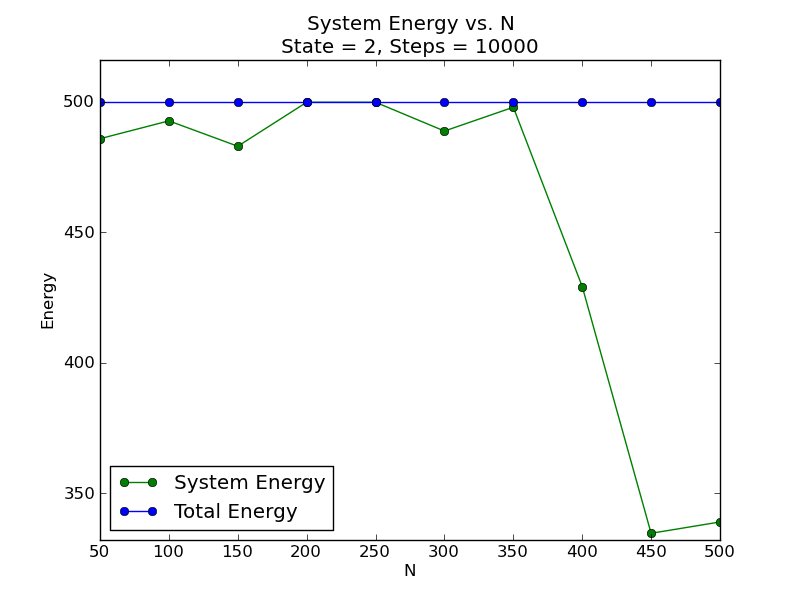 System Energy vs. N
State = 2, Steps = 10000
500
450
400
350
Energy
System Energy
Total Energy
50 100 150 200 250 300 350 400 450 500
N